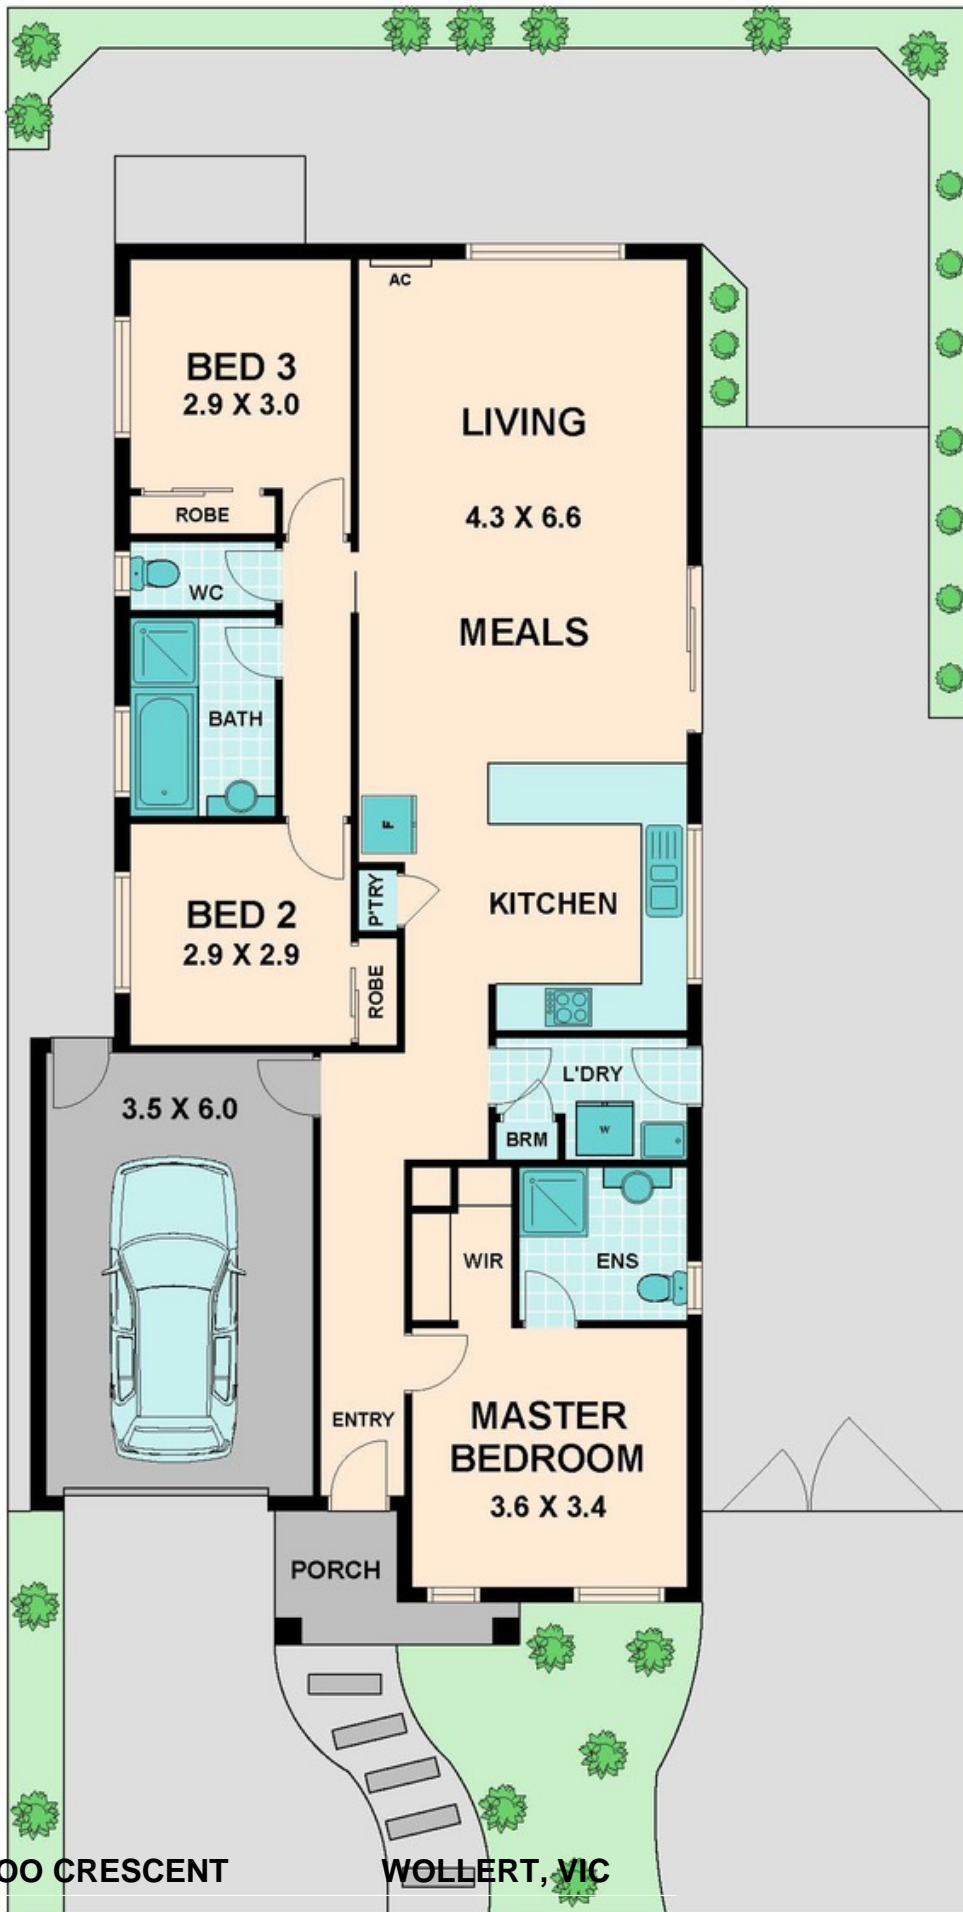 AC
BED 3
2.9 X 3.0
LIVING
4.3 X 6.6
ROBE
WC
MEALS
BATH
F
P'TRY
KITCHEN
BED 2
2.9 X 2.9
ROBE
L'DRY
3.5 X 6.0
W
BRM
WIR
ENS
ENTRY
MASTER
BEDROOM
3.6 X 3.4
PORCH
OO CRESCENT WOLLERT, VIC